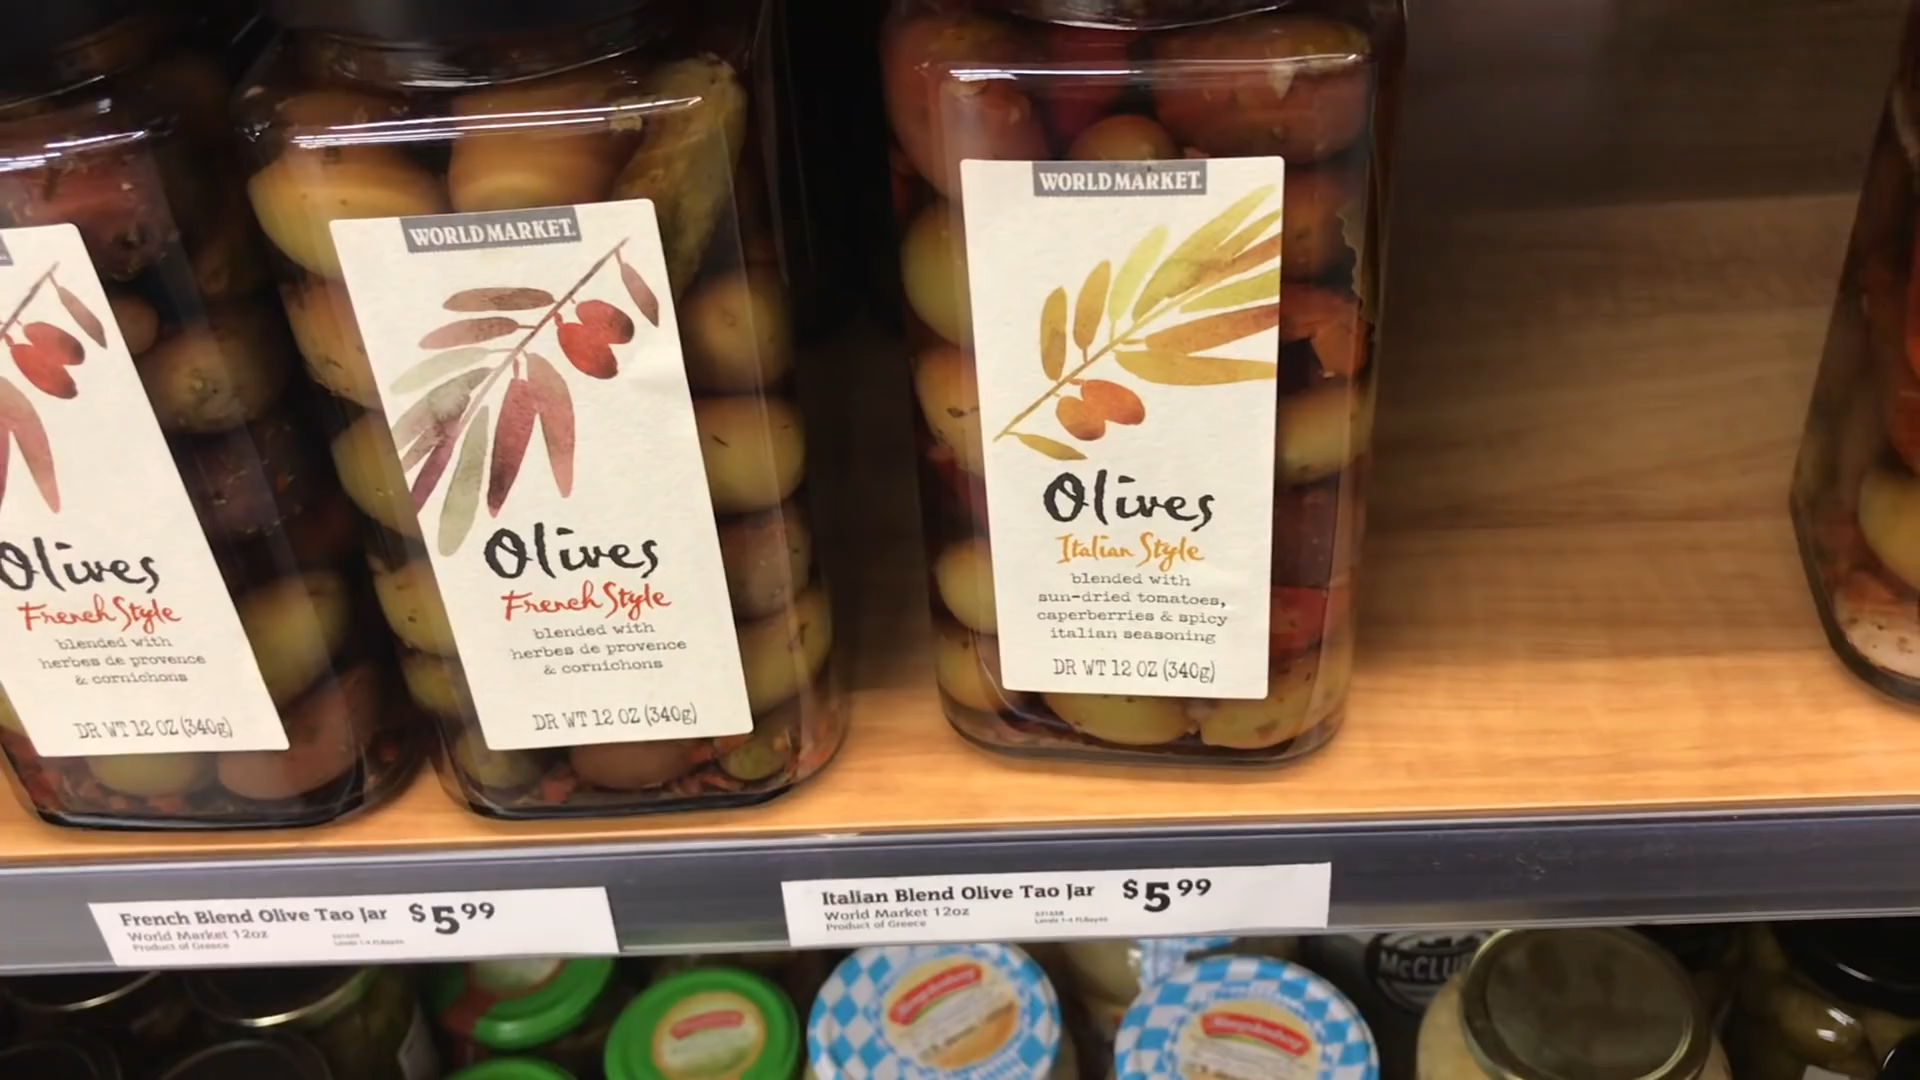 WORLD MARKET.
Olives
French Style
blended with
herbes de provence
& cornichons
DR WT 12 OZ (340g)
WORLD MARKET.
Olives
French Style
blended with
herbes de provence
& cornichons
DR WT 12 OZ (340g)
WORLD MARKET.
Olives
Italian Style
blended with
sun-dried tomatoes,
caperberries & spicy
italian seasoning
DR WT 12 OZ (340g)
French Blend Olive Tao Jar $5.99
World Market 12oz
Product of Greece
Italian Blend Olive Tao Jar $5.99
World Market 12oz
Product of Greece
McCLU